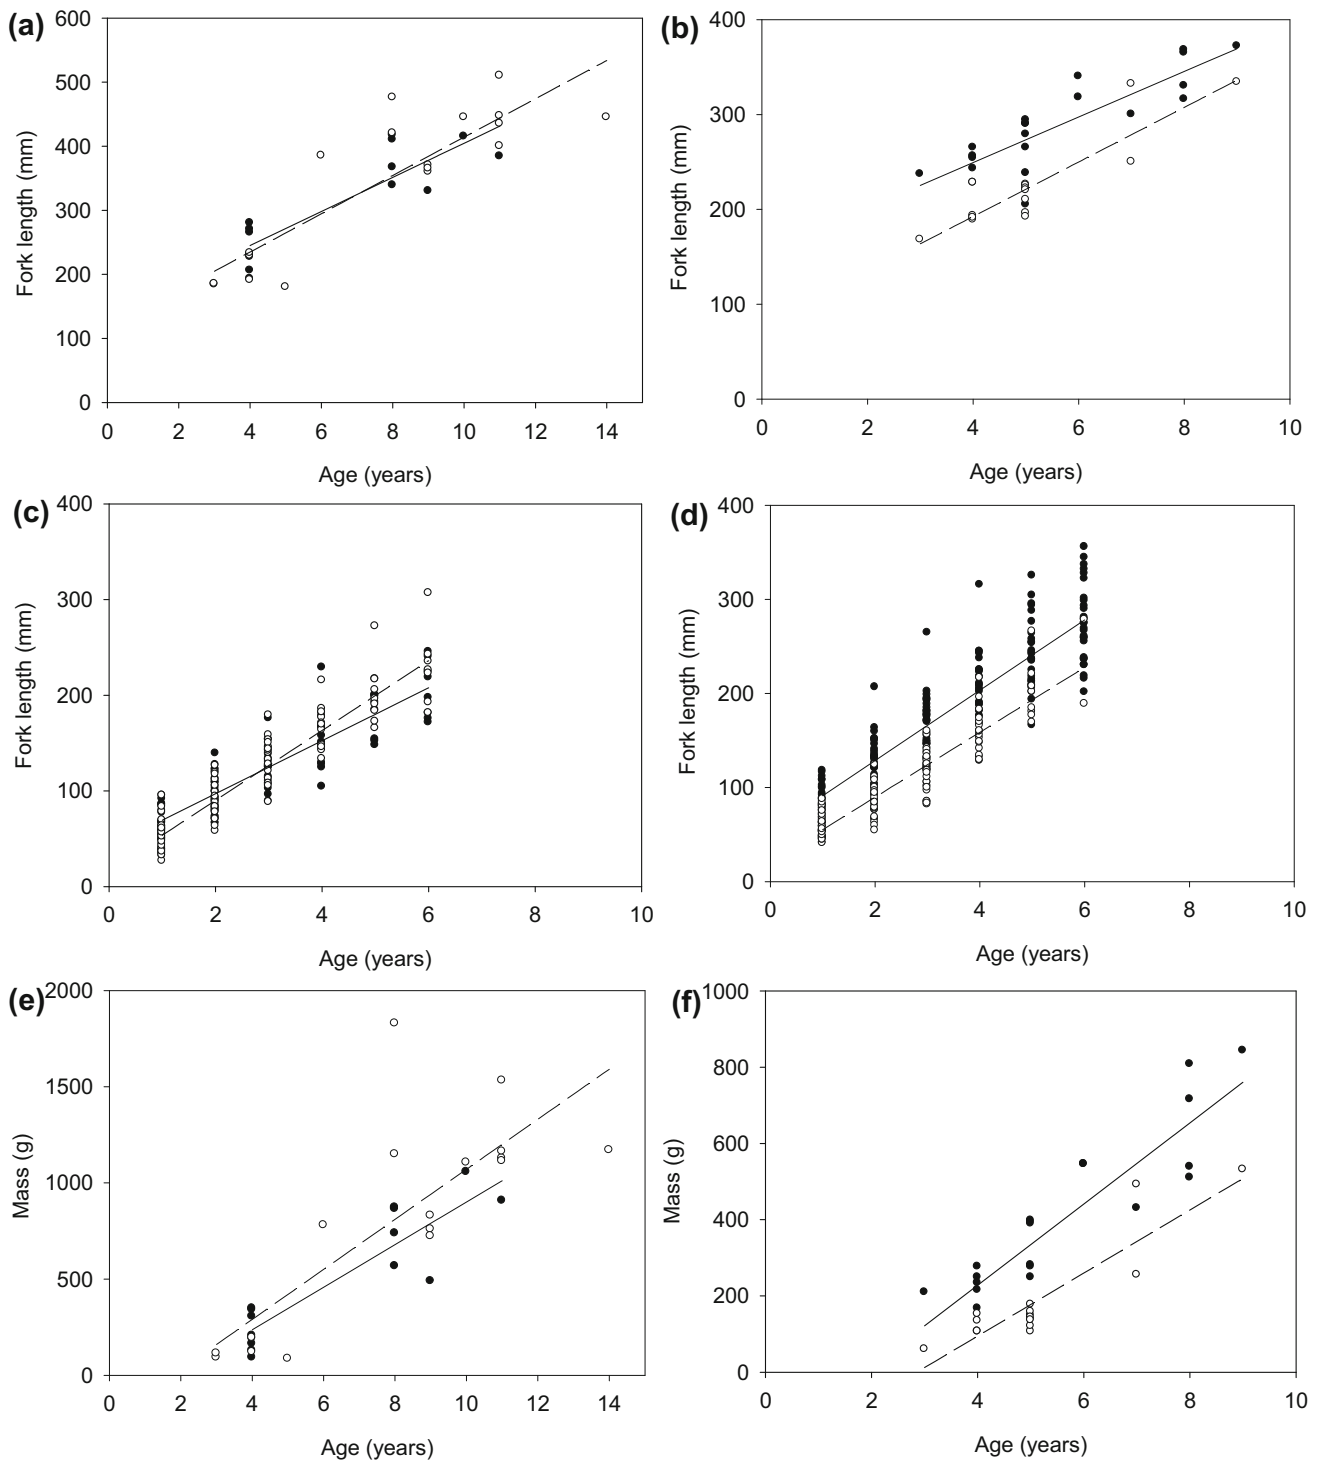 (a)
600
500
400
300
200
100
0
Fork length (mm)
0 2 4 6 8 10 12 14
Age (years)
(b)
400
300
200
100
0
Fork length (mm)
0 2 4 6 8 10
Age (years)
(c)
400
300
200
100
0
Fork length (mm)
0 2 4 6 8 10
Age (years)
(d)
400
300
200
100
0
Fork length (mm)
0 2 4 6 8 10
Age (years)
(e)
2000
1500
1000
500
0
Mass (g)
0 2 4 6 8 10 12 14
Age (years)
(f)
1000
800
600
400
200
0
Mass (g)
0 2 4 6 8 10
Age (years)